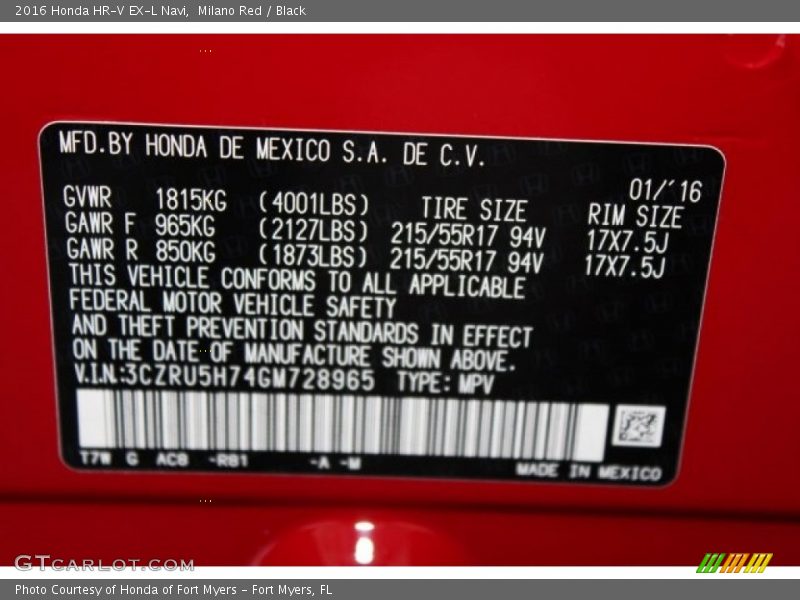 2016 Honda HR-V EX-L Navi,  Milano Red / Black
MFD.BY HONDA DE MEXICO S.A. DE C.V.
01/'16
GVWR 1815KG (4001LBS) TIRE SIZE RIM SIZE
GAWR F 965KG (2127LBS) 215/55R17 94V 17X7.5J
GAWR R 850KG (1873LBS) 215/55R17 94V 17X7.5J
THIS VEHICLE CONFORMS TO ALL APPLICABLE
FEDERAL MOTOR VEHICLE SAFETY
AND THEFT PREVENTION STANDARDS IN EFFECT
ON THE DATE OF MANUFACTURE SHOWN ABOVE.
V.I.N.:3CZRU5H74GM728965 TYPE: MPV
T7W G ACB -R81 -A -M
MADE IN MEXICO
GTCARLOT.COM
Photo Courtesy of Honda of Fort Myers - Fort Myers, FL